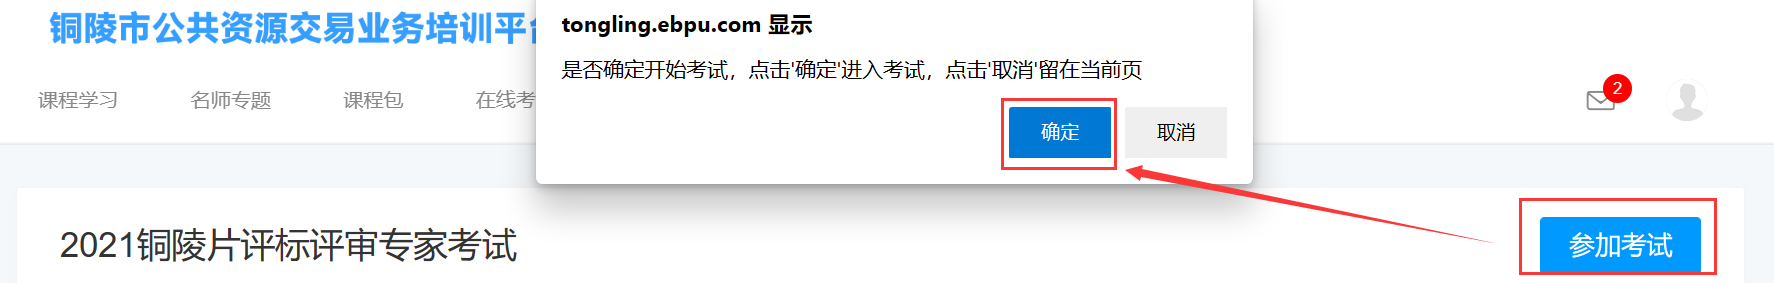 铜陵市公共资源交易业务培训平
tongling.ebpu.com 显示
是否确定开始考试，点击'确定'进入考试，点击'取消'留在当前页
课程学习 名师专题 课程包 在线考
2
确定 取消
2021铜陵片评标评审专家考试
参加考试